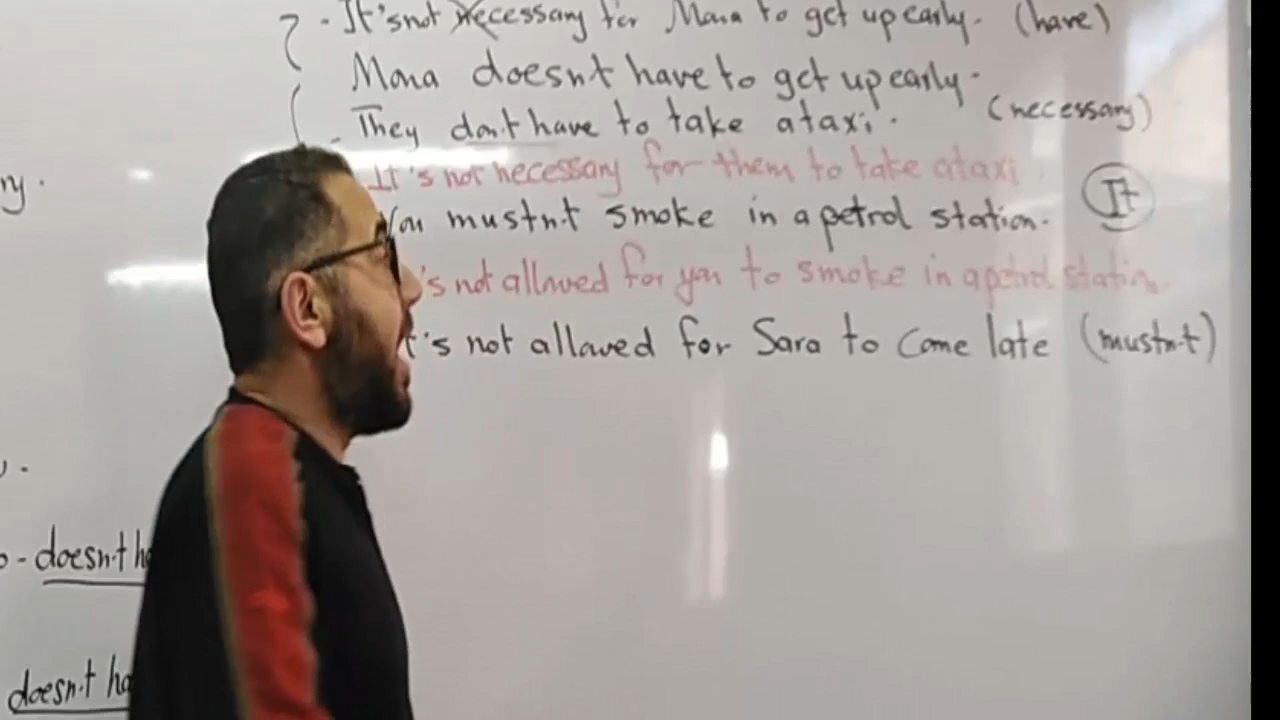 - It's not necessary for Mona to get up early. (have)
Mona doesn't have to get up early.
- They don't have to take a taxi. (necessary)
It's not necessary for them to take a taxi
You mustn't smoke in a petrol station. It
's not allowed for you to smoke in a petrol station.
t's not allowed for Sara to come late (mustn't)
ry.
- doesn't ha
doesn't ha